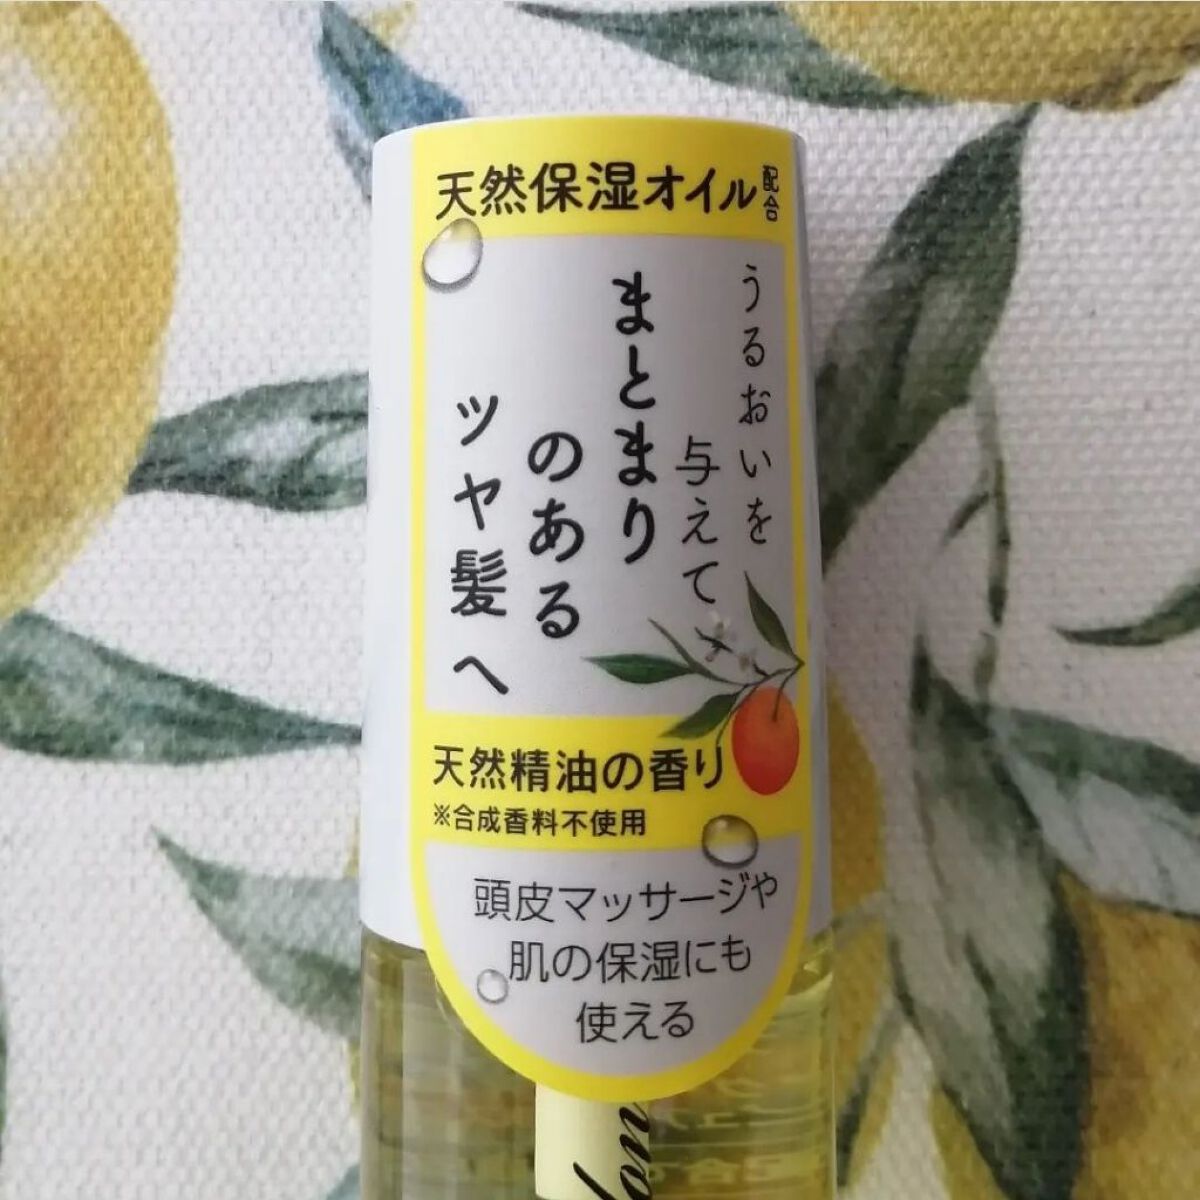 天然保湿オイル配合
うるおいを
与えて
まとまり
のある
ツヤ髪へ
天然精油の香り
※合成香料不使用
頭皮マッサージや
肌の保湿にも
使える